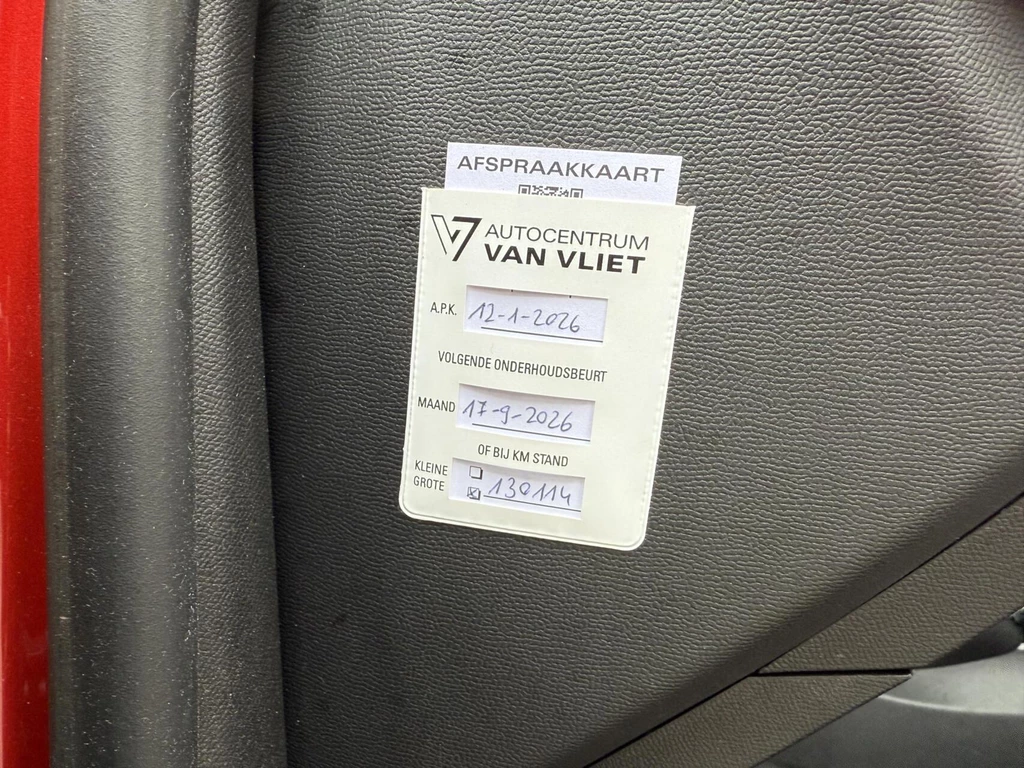 AFSPRAAKKAART
AUTOCENTRUM
VAN VLIET
A.P.K. 12-1-2026
VOLGENDE ONDERHOUDSBEURT
MAAND 17-9-2026
OF BIJ KM STAND
KLEINE
GROTE 130114